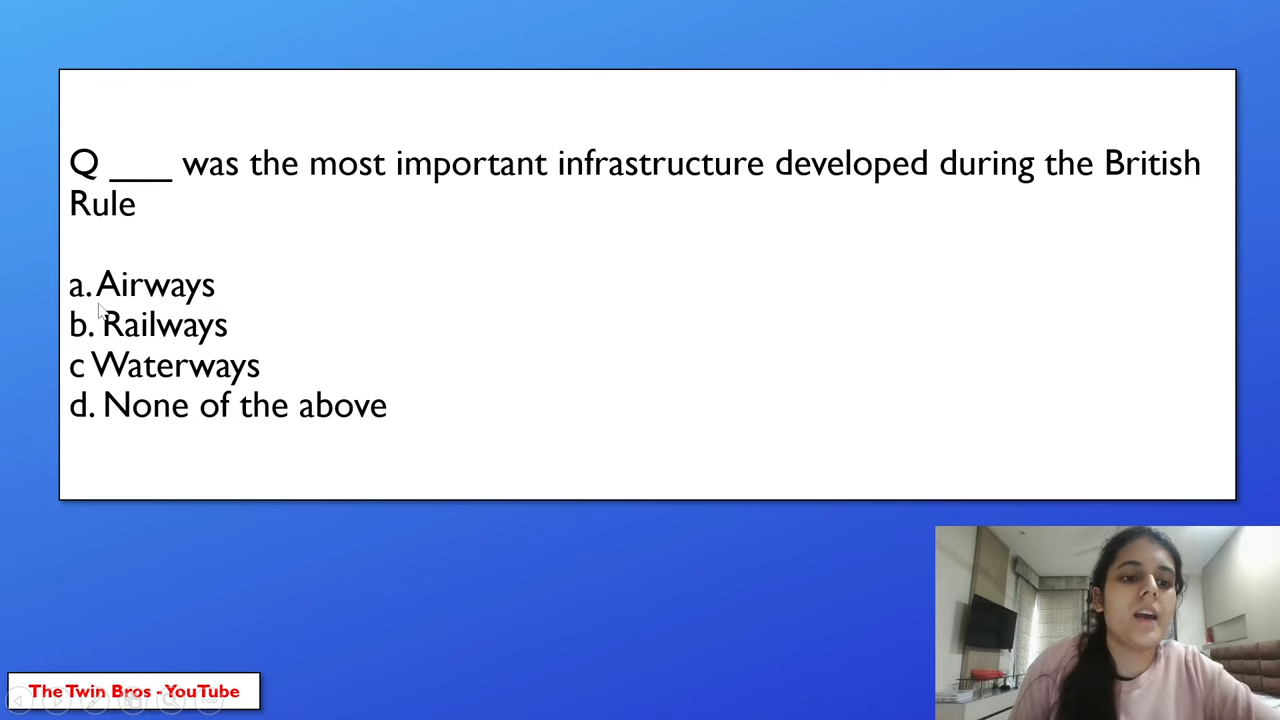 Q ___ was the most important infrastructure developed during the British
Rule
a. Airways
b. Railways
c Waterways
d. None of the above
The Twin Bros - YouTube